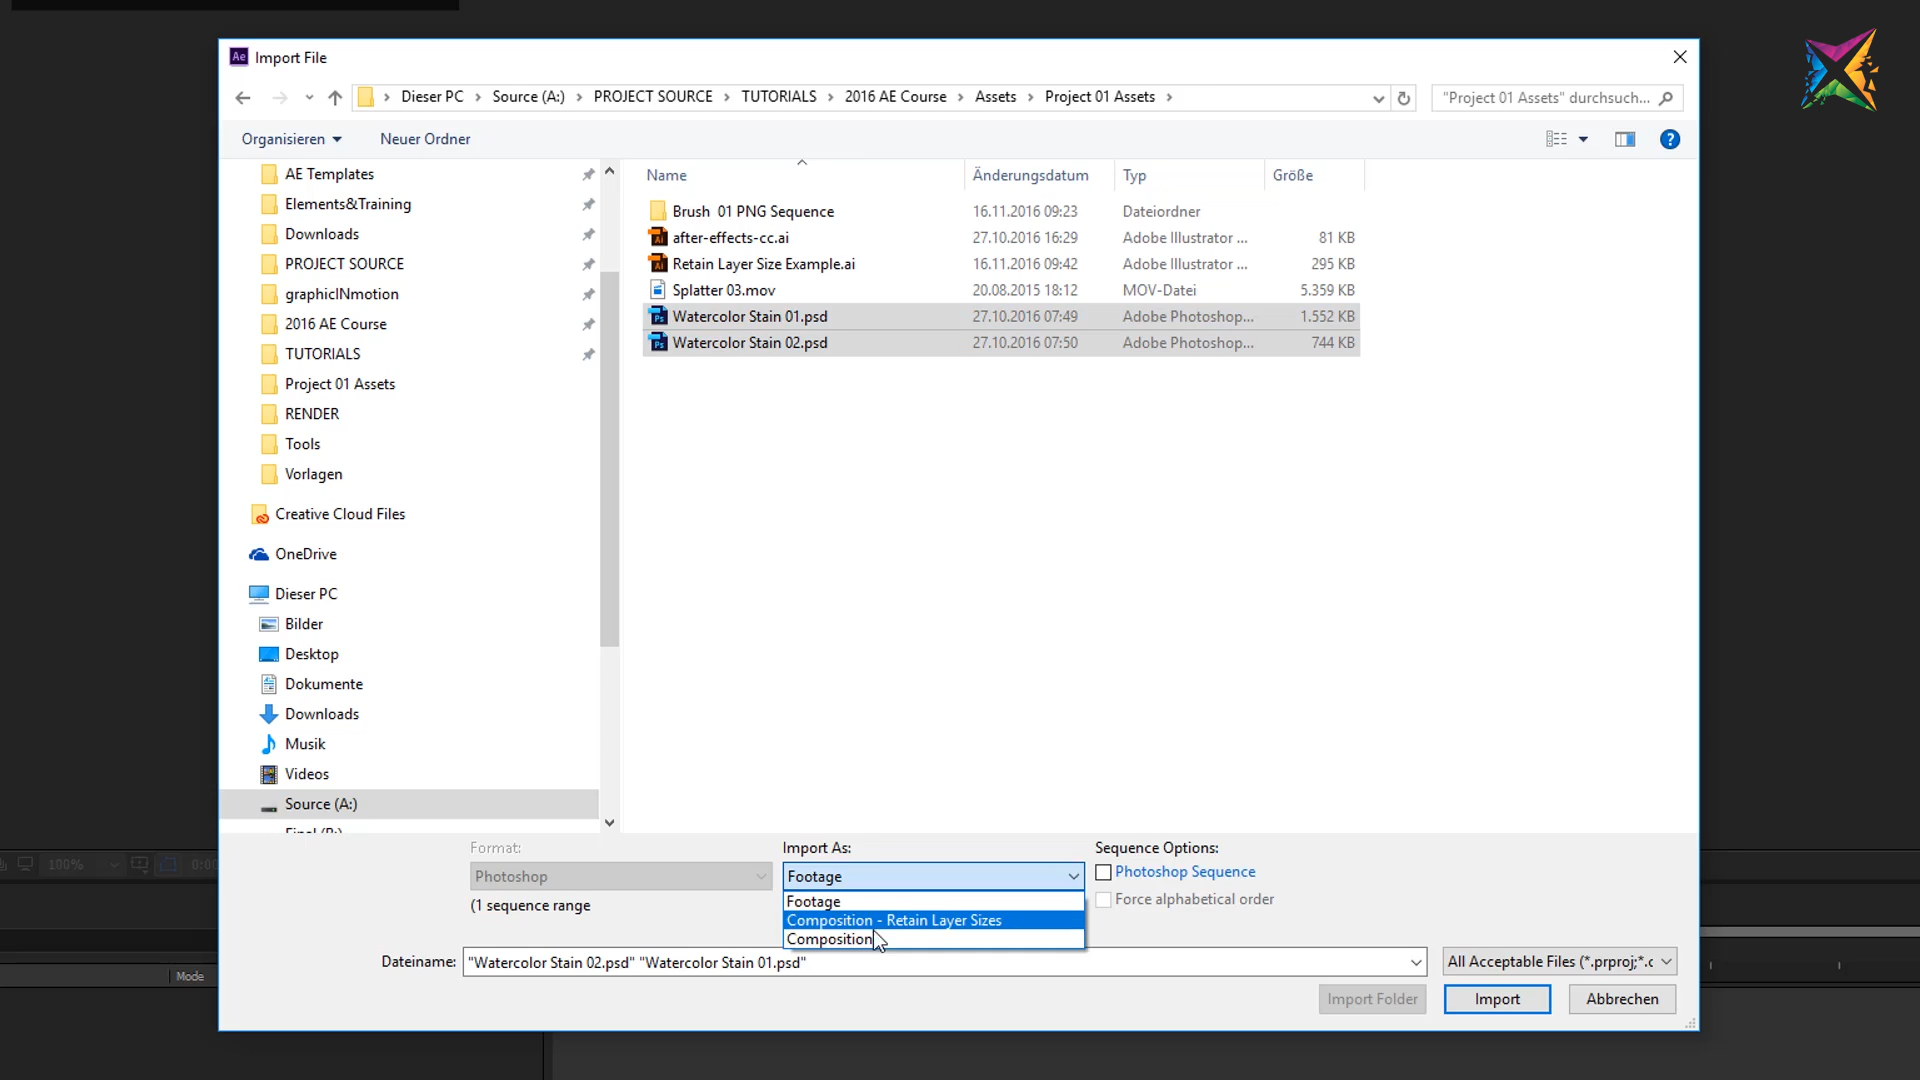 Ae Import File
Dieser PC Source (A:) PROJECT SOURCE TUTORIALS 2016 AE Course Assets Project 01 Assets
"Project 01 Assets" durchsuch...
Organisieren Neuer Ordner
?
AE Templates
Elements&Training
Downloads
PROJECT SOURCE
graphicINmotion
2016 AE Course
TUTORIALS
Project 01 Assets
RENDER
Tools
Vorlagen
Creative Cloud Files
OneDrive
Dieser PC
Bilder
Desktop
Dokumente
Downloads
Musik
Videos
Source (A:)
Name Änderungsdatum Typ Größe
Brush 01 PNG Sequence 16.11.2016 09:23 Dateiordner
after-effects-cc.ai 27.10.2016 16:29 Adobe Illustrator ... 81 KB
Retain Layer Size Example.ai 16.11.2016 09:42 Adobe Illustrator ... 295 KB
Splatter 03.mov 20.08.2015 18:12 MOV-Datei 5.359 KB
Watercolor Stain 01.psd 27.10.2016 07:49 Adobe Photoshop... 1.552 KB
Watercolor Stain 02.psd 27.10.2016 07:50 Adobe Photoshop... 744 KB
Format:
Photoshop
(1 sequence range
Import As:
Footage
Footage
Composition - Retain Layer Sizes
Composition
Sequence Options:
Photoshop Sequence
Force alphabetical order
Dateiname: "Watercolor Stain 02.psd" "Watercolor Stain 01.psd"
All Acceptable Files (*.prproj;*.c
Import Folder Import Abbrechen
100%
0:00
Mode